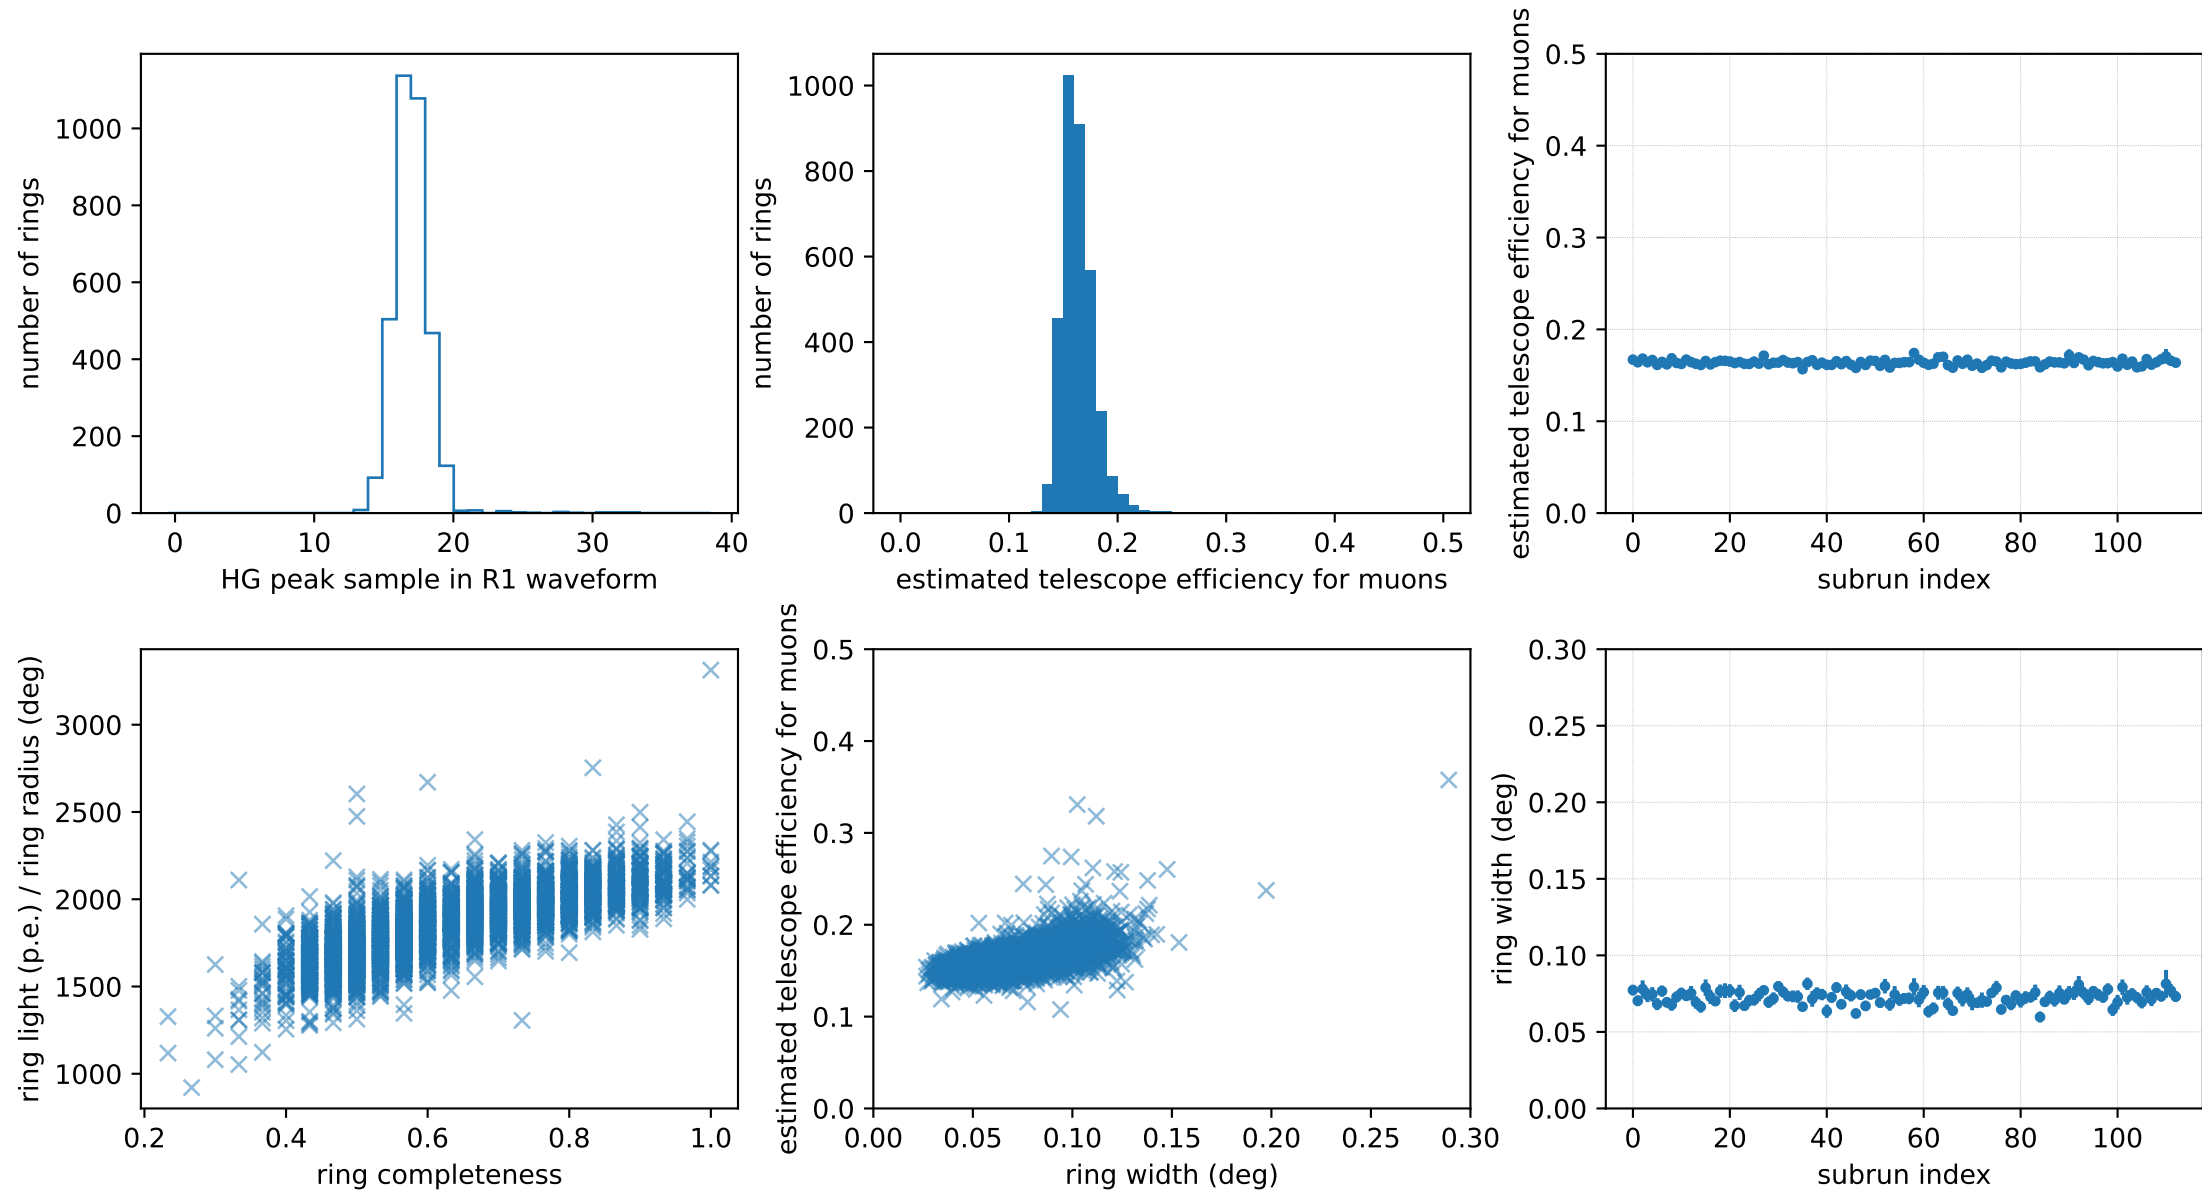 number of rings
1000
800
600
400
200
0
0 10 20 30 40
HG peak sample in R1 waveform
number of rings
1000
800
600
400
200
0
0.0 0.1 0.2 0.3 0.4 0.5
estimated telescope efficiency for muons
estimated telescope efficiency for muons
0.5
0.4
0.3
0.2
0.1
0.0
0 20 40 60 80 100
subrun index
ring light (p.e.) / ring radius (deg)
3000
2500
2000
1500
1000
0.2 0.4 0.6 0.8 1.0
ring completeness
estimated telescope efficiency for muons
0.5
0.4
0.3
0.2
0.1
0.0
0.00 0.05 0.10 0.15 0.20 0.25 0.30
ring width (deg)
ring width (deg)
0.30
0.25
0.20
0.15
0.10
0.05
0.00
0 20 40 60 80 100
subrun index